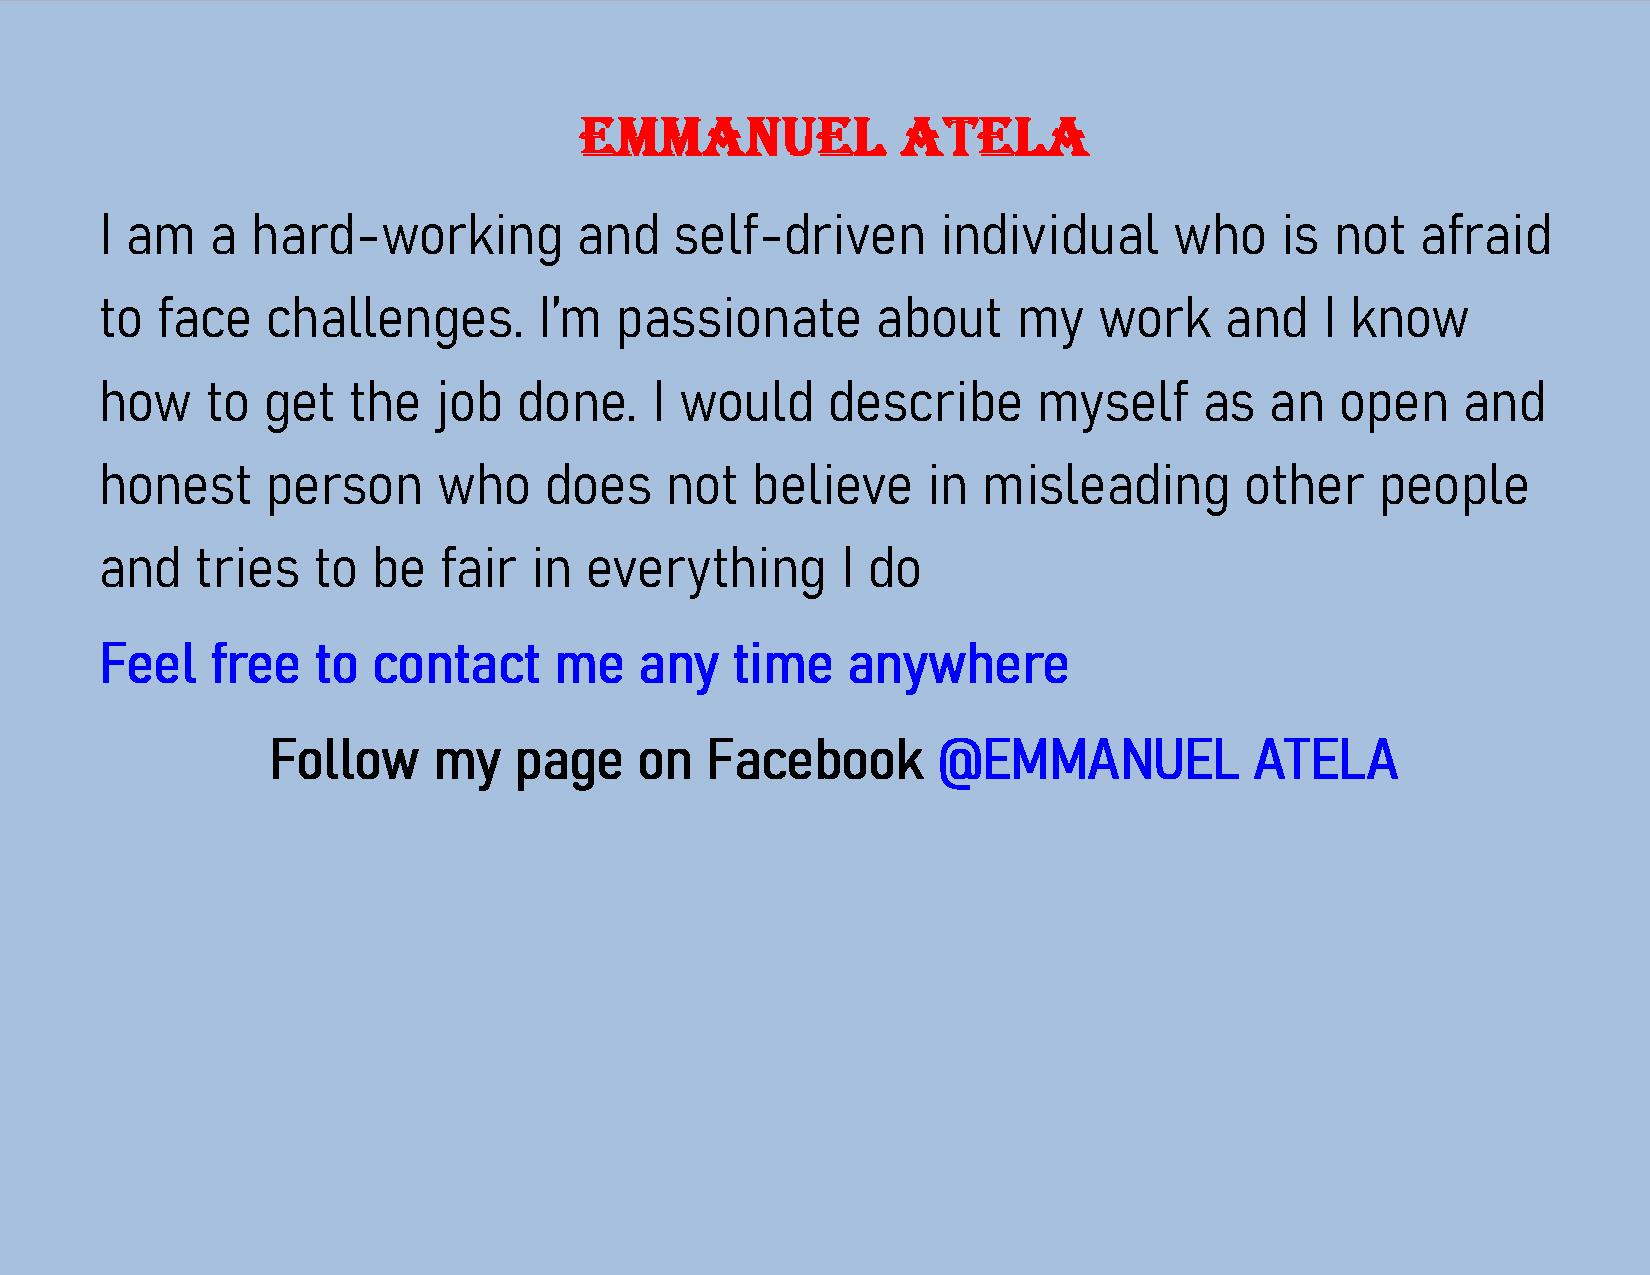 EMMANUEL ATELA
I am a hard-working and self-driven individual who is not afraid
to face challenges. I’m passionate about my work and I know
how to get the job done. I would describe myself as an open and
honest person who does not believe in misleading other people
and tries to be fair in everything I do
Feel free to contact me any time anywhere
Follow my page on Facebook @EMMANUEL ATELA